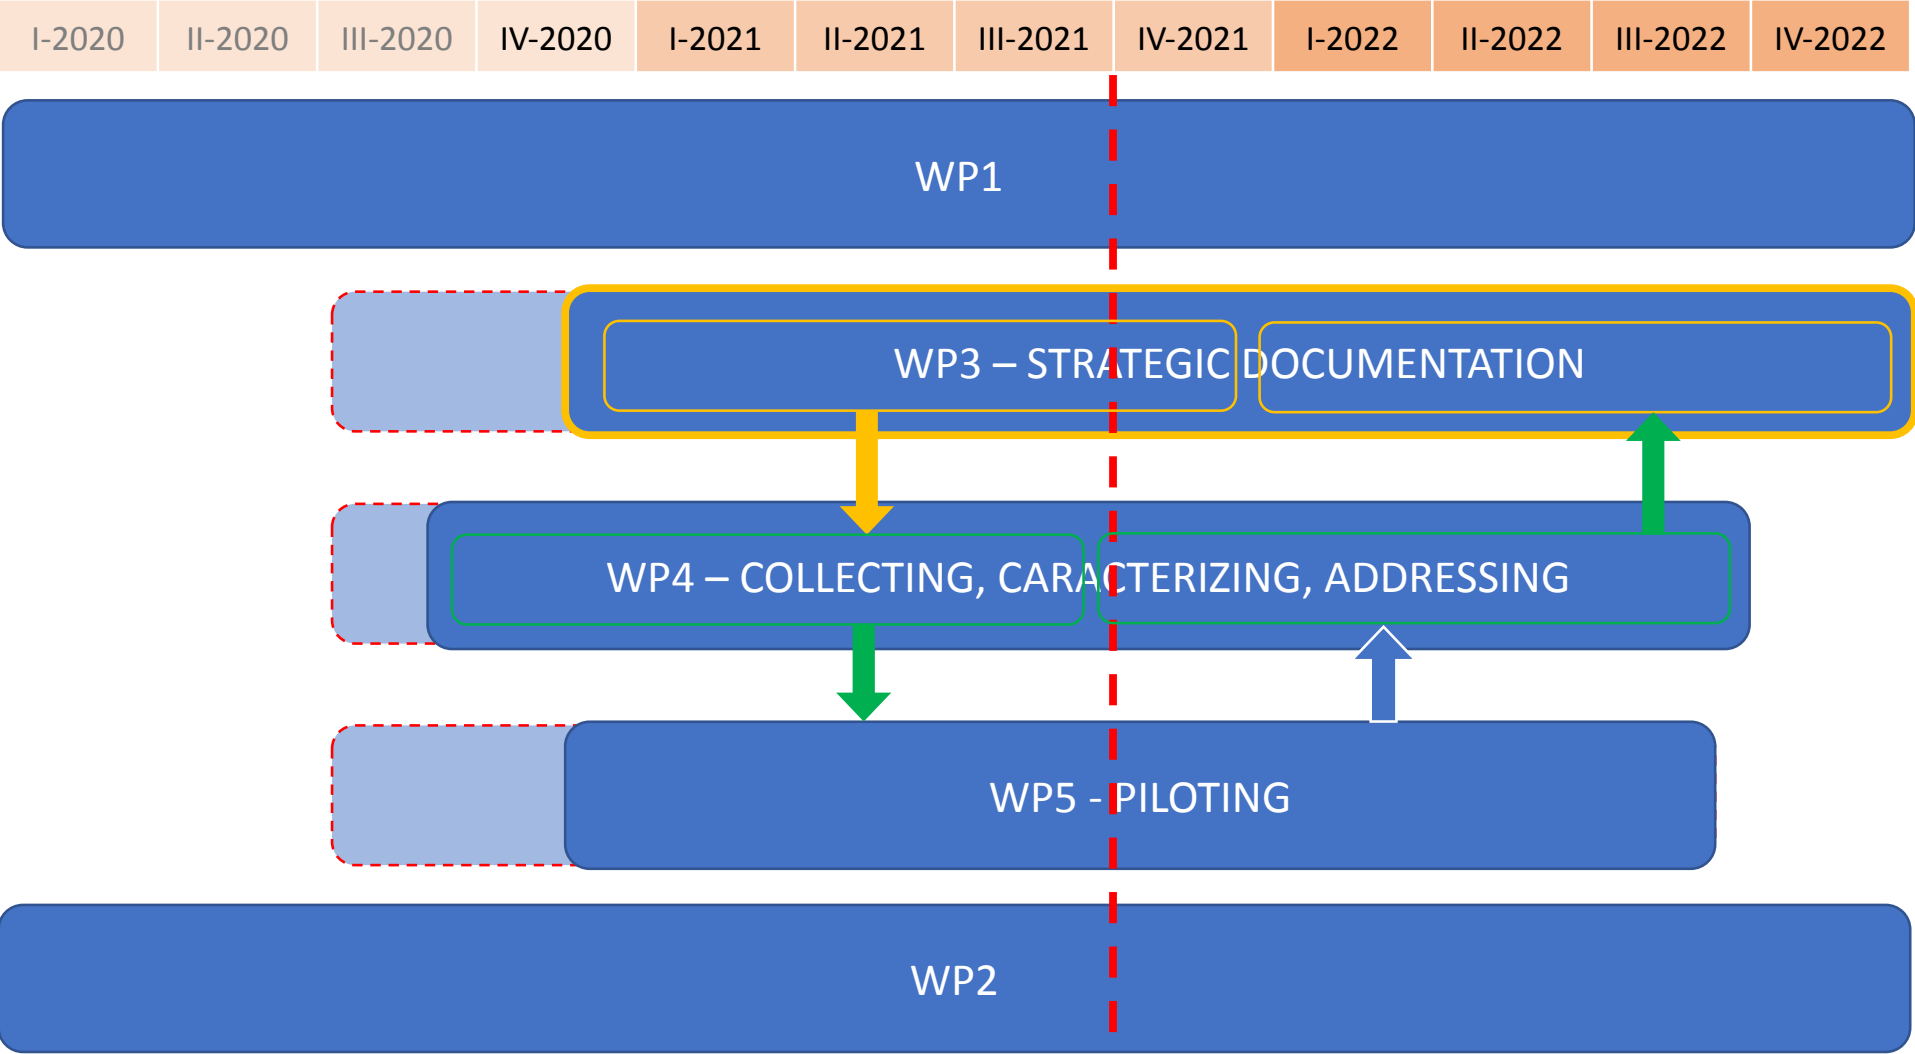 I-2020 II-2020 III-2020 IV-2020 I-2021 II-2021 III-2021 IV-2021 I-2022 II-2022 III-2022 IV-2022
WP1
WP3 – STRATEGIC DOCUMENTATION
WP4 – COLLECTING, CARACTERIZING, ADDRESSING
WP5 - PILOTING
WP2